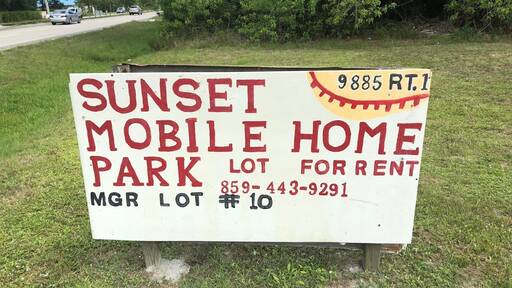 9885 RT. 1
SUNSET
MOBILE HOME
PARK LOT FOR RENT
859-443-9291
MGR LOT # 10